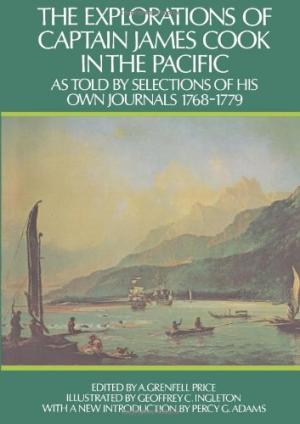 THE EXPLORATIONS OF
CAPTAIN JAMES COOK
IN THE PACIFIC
AS TOLD BY SELECTIONS OF HIS
OWN JOURNALS 1768-1779
EDITED BY A. GRENFELL PRICE
ILLUSTRATED BY GEOFFREY C. INGLETON
WITH A NEW INTRODUCTION BY PERCY G. ADAMS